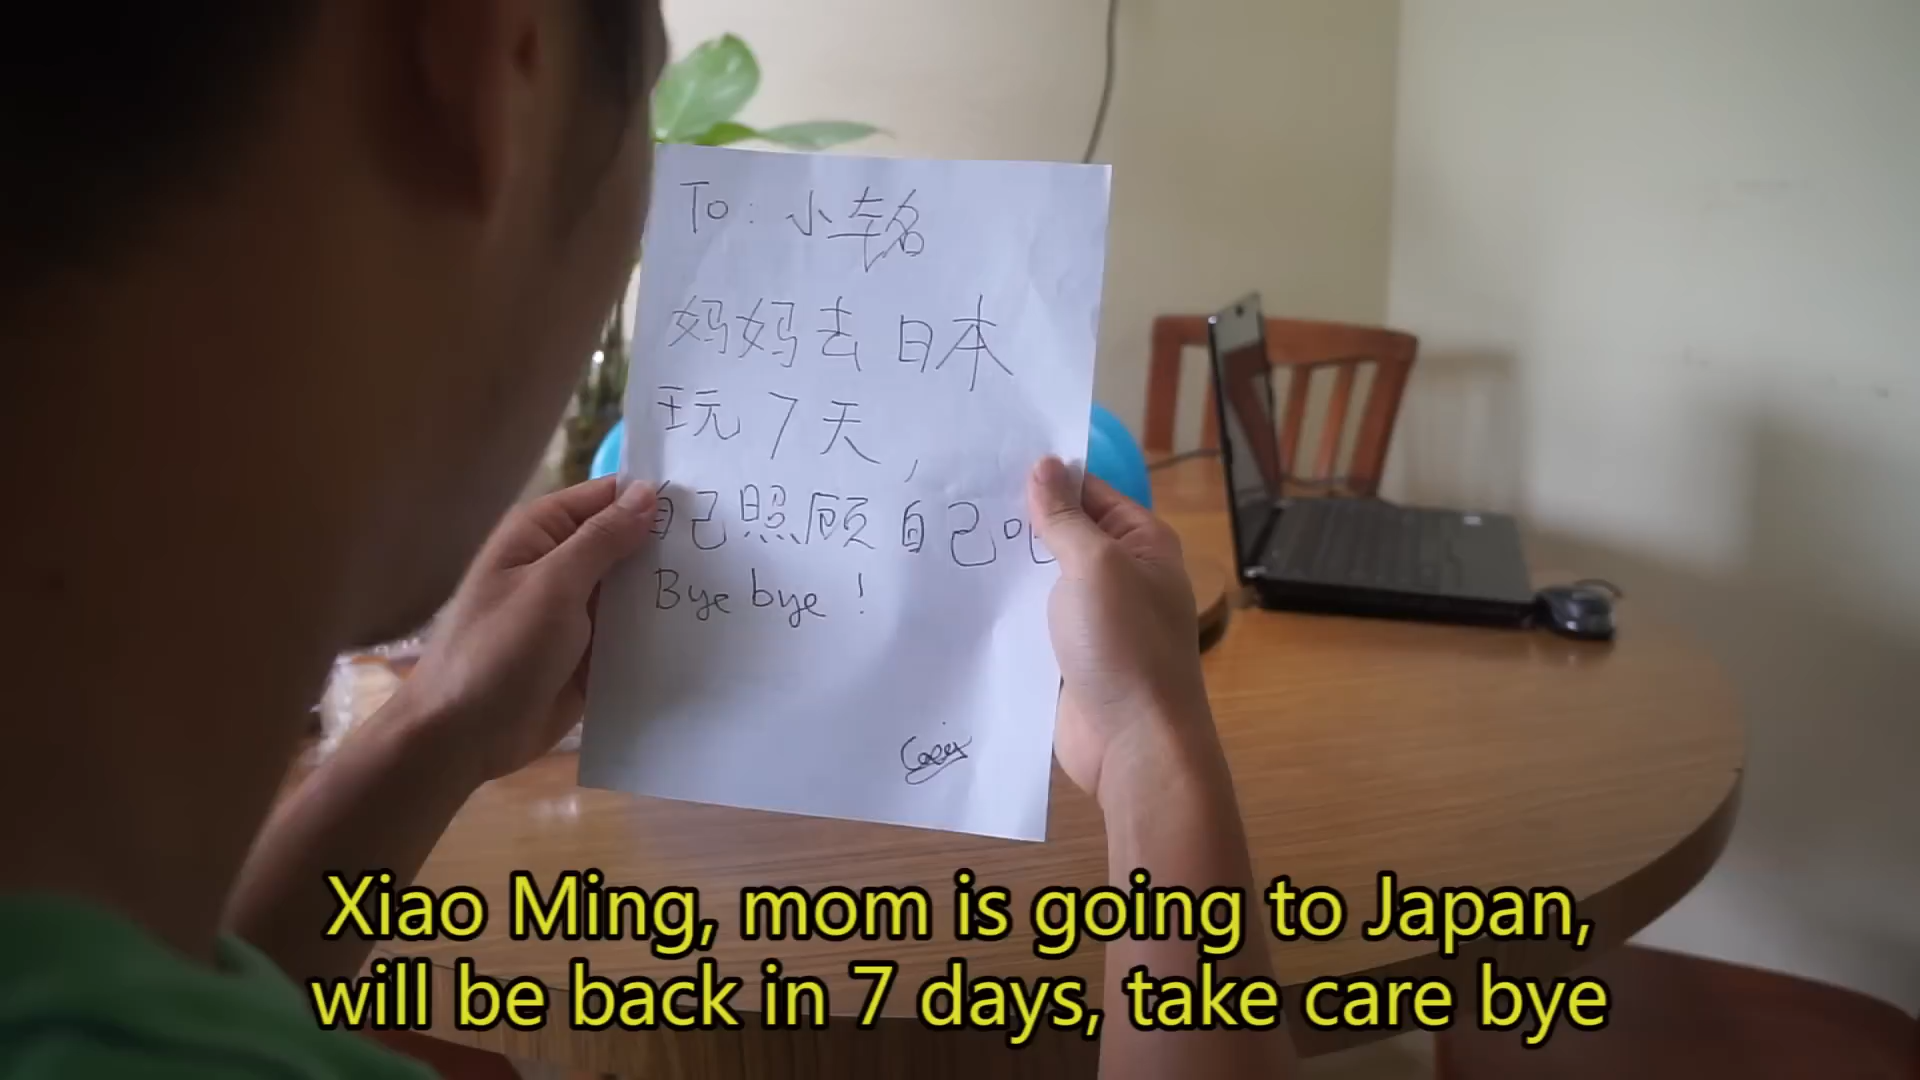 To: 小
妈妈去日本
玩7天,
自己照顾自己吧
Bye bye!
Xiao Ming, mom is going to Japan,
will be back in 7 days, take care bye